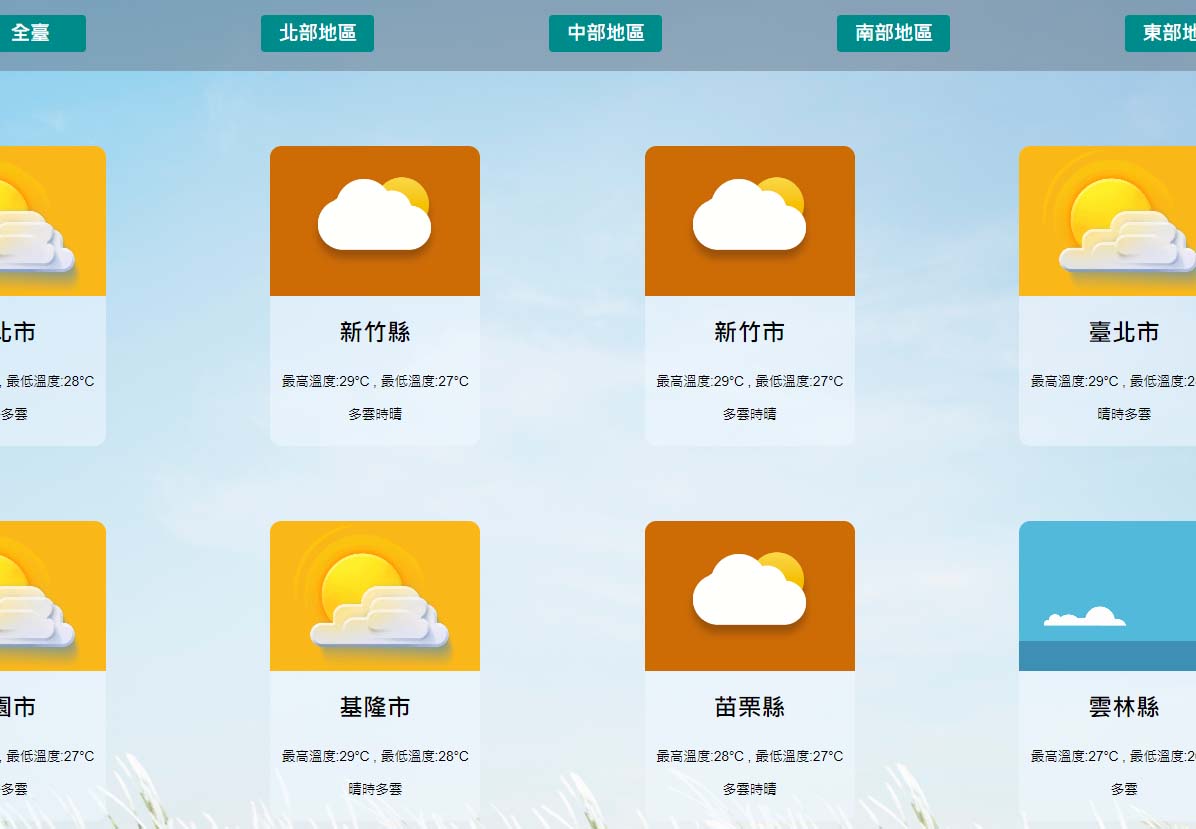 全臺
北部地區
中部地區
南部地區
東部地
北市
新竹縣
新竹市
臺北市
, 最低溫度:28°C
最高溫度:29°C , 最低溫度:27°C
最高溫度:29°C , 最低溫度:27°C
最高溫度:29°C , 最低溫度:2
多雲
多雲時晴
多雲時晴
晴時多雲
園市
基隆市
苗栗縣
雲林縣
, 最低溫度:27°C
最高溫度:29°C , 最低溫度:28°C
最高溫度:28°C , 最低溫度:27°C
最高溫度:27°C , 最低溫度:2
多雲
晴時多雲
多雲時晴
多雲